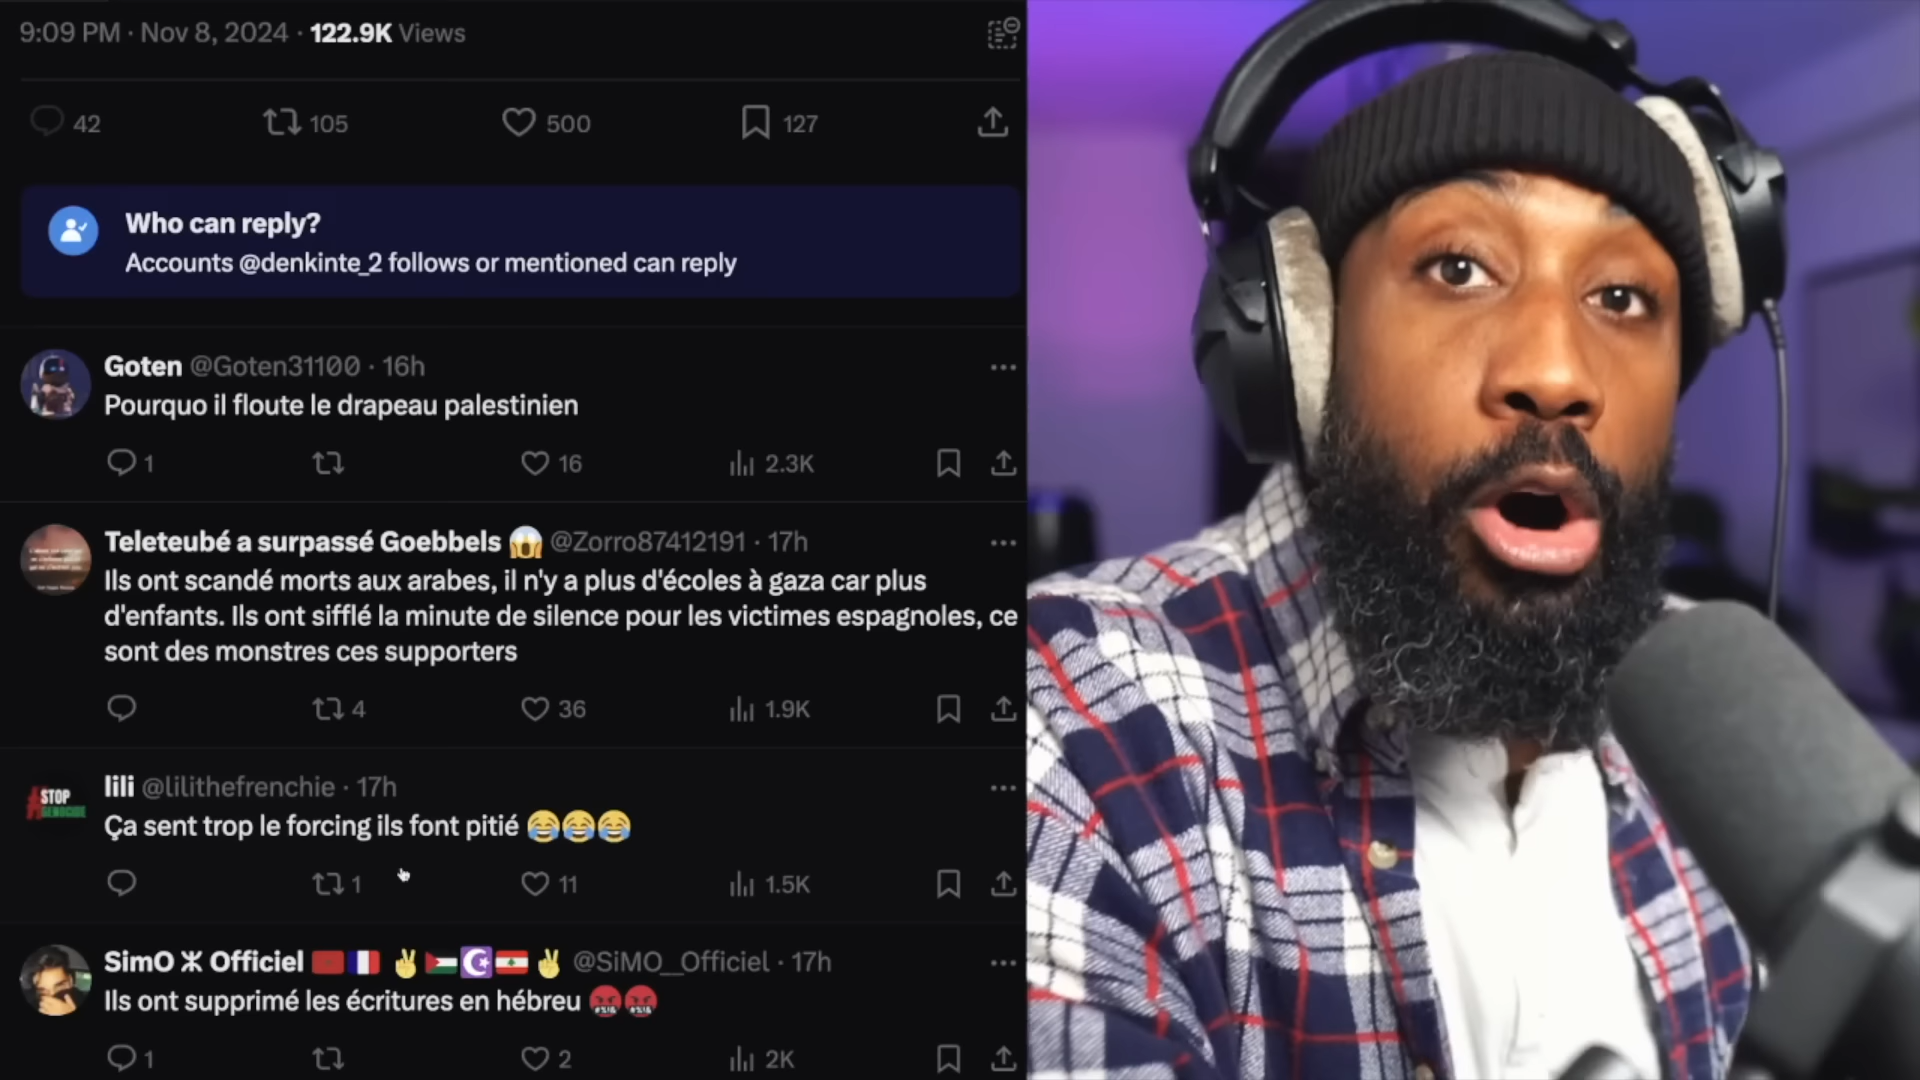 9:09 PM · Nov 8, 2024 · 122.9K Views
42 105 500 127
Who can reply?
Accounts @denkinte_2 follows or mentioned can reply
Goten @Goten31100 · 16h
Pourquo il floute le drapeau palestinien
1 16 2.3K
Teleteubé a surpassé Goebbels 😱 @Zorro87412191 · 17h
Ils ont scandé morts aux arabes, il n'y a plus d'écoles à gaza car plus
d'enfants. Ils ont sifflé la minute de silence pour les victimes espagnoles, ce
sont des monstres ces supporters
4 36 1.9K
#STOP
GENOCIDE
lili @lilithefrenchie · 17h
Ça sent trop le forcing ils font pitié 😂😂😂
1 11 1.5K
SimO ⵣ Officiel 🇲🇦🇫🇷 ✌️🇵🇸☪️🇱🇧✌️ @SiMO__Officiel · 17h
Ils ont supprimé les écritures en hébreu 🤬🤬
1 2 2K